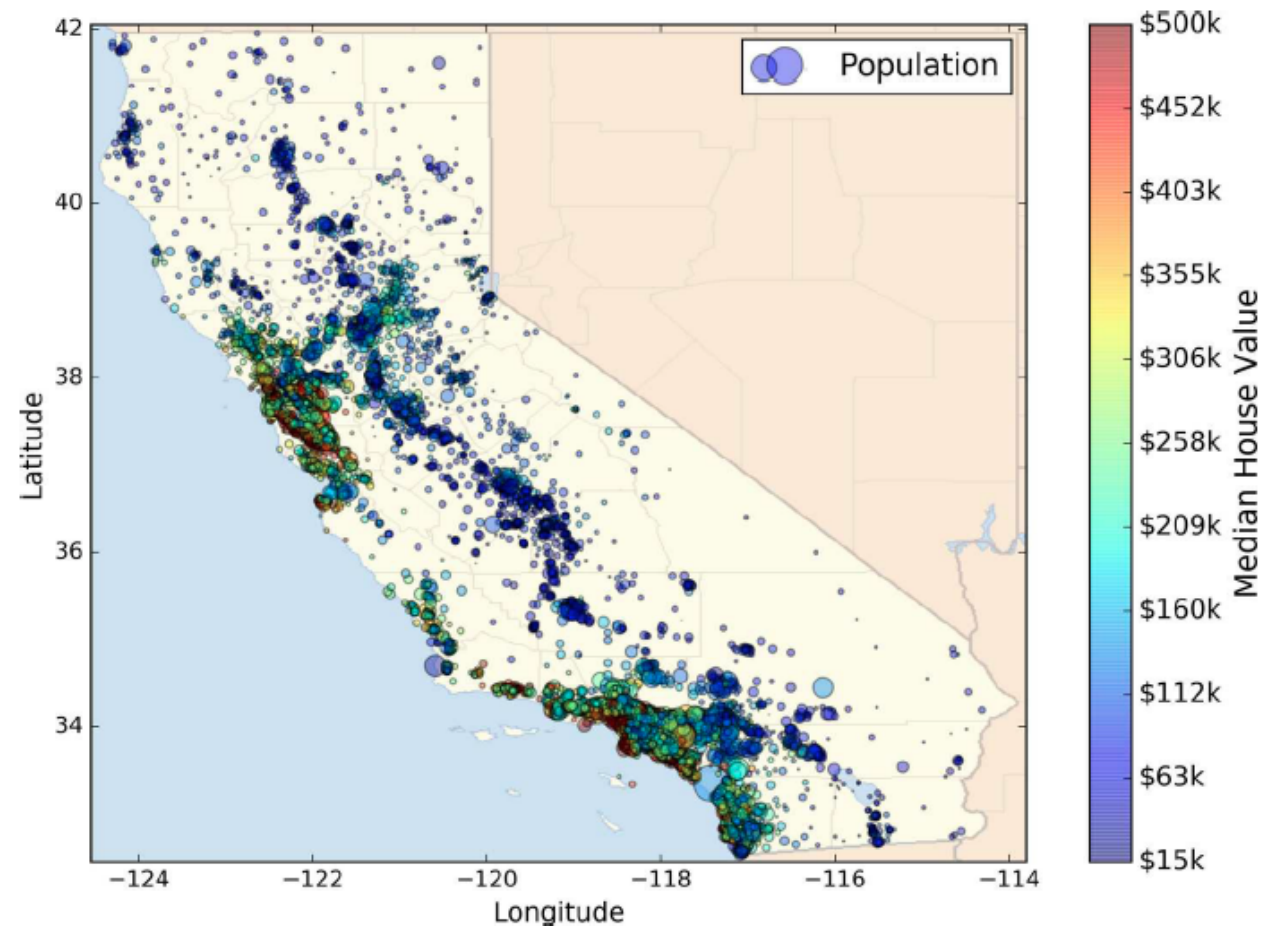 42
40
38
36
34
Latitude
−124
−122
−120
−118
−116
−114
Longitude
Population
$500k
$452k
$403k
$355k
$306k
$258k
$209k
$160k
$112k
$63k
$15k
Median House Value